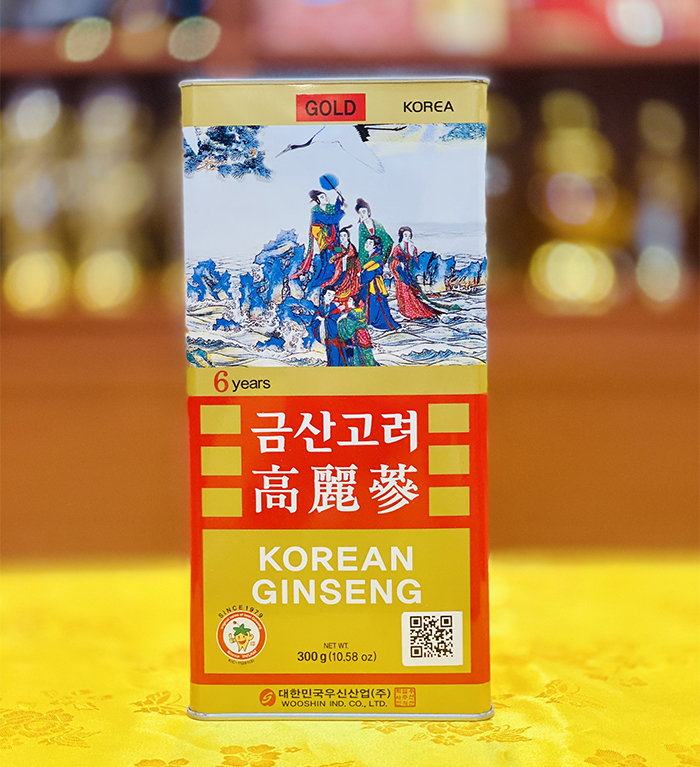 GOLD
KOREA
6 years
금산고려
高麗蔘
KOREAN
GINSENG
SINCE 1979
NET WT.
300 g (10.58 oz)
대한민국우신산업(주)
WOOSHIN IND. CO., LTD.